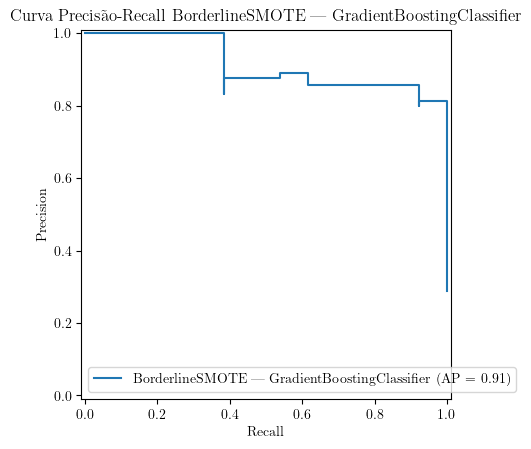 Curva Precisão-Recall BorderlineSMOTE — GradientBoostingClassifier
1.0
0.8
0.6
0.4
0.2
0.0
Precision
BorderlineSMOTE — GradientBoostingClassifier (AP = 0.91)
0.0 0.2 0.4 0.6 0.8 1.0
Recall